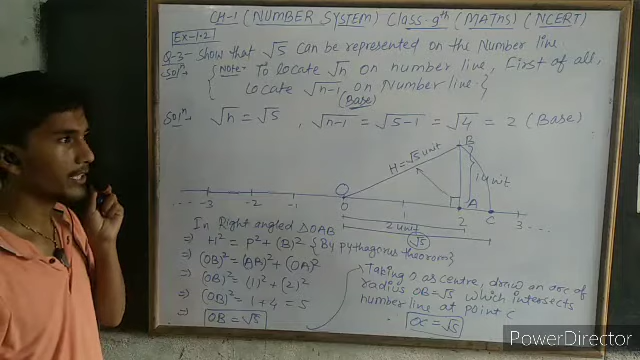 CH-1 (NUMBER SYSTEM) Class-9th (MATHS) (NCERT)
Ex-1.2
Q-3- Show that √5 can be represented on the Number line.
Solⁿ- {Note:- To locate √n on number line, First of all,
Locate √n-1 on Number line.}
(Base)
Solⁿ √n = √5 , √n-1 = √5-1 = √4 = 2 (Base)
B
H=√5 unit
1 unit
O
A
C
-3 -2 -1 0 1 2 3 ...
2 unit
√5
In Right angled △OAB
⇒ H² = P² + (B)² {By pythagorus theorem}
⇒ (OB)² = (AB)² + (OA)²
⇒ (OB)² = (1)² + (2)²
⇒ (OB)² = 1 + 4 = 5
⇒ OB = √5
Taking O as centre, draw an arc of
radius OB = √5 which intersects
number line at point C
OC = √5
PowerDirector